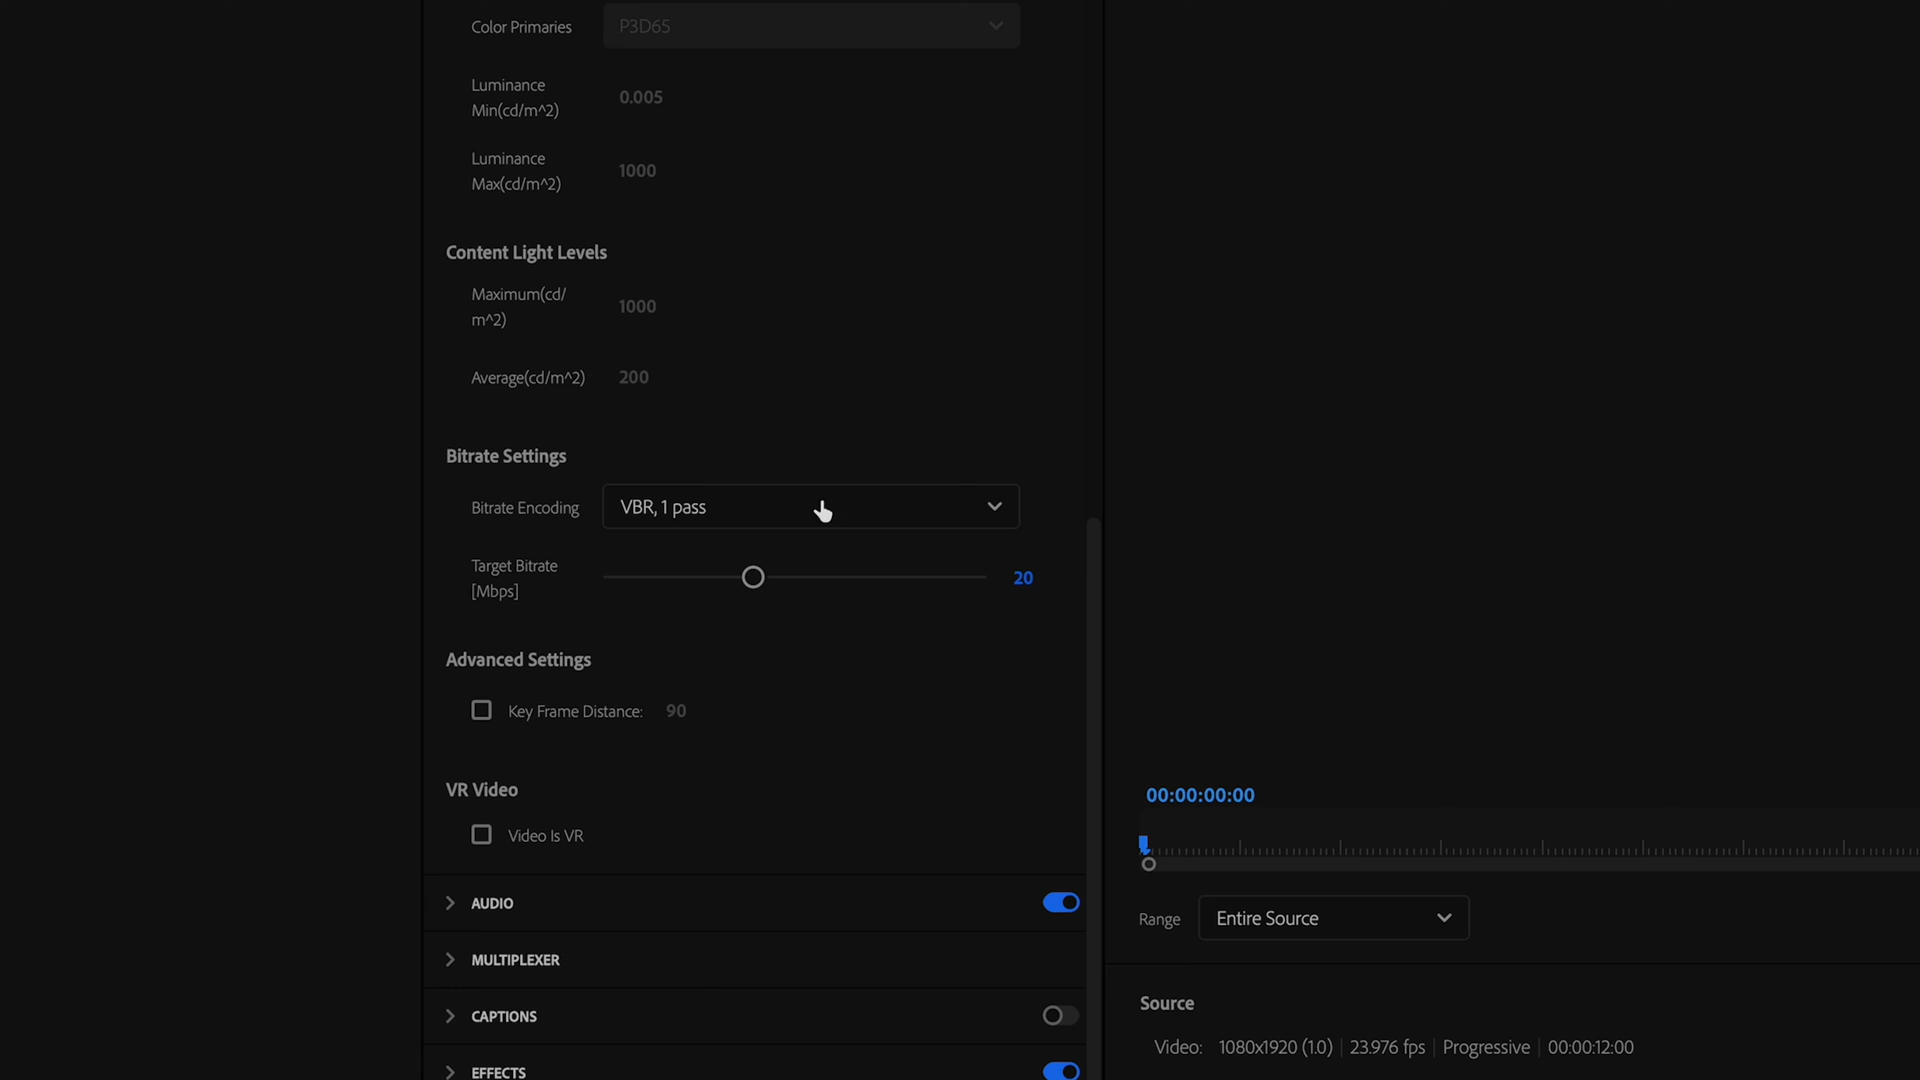 Color Primaries P3D65
Luminance
Min(cd/m^2) 0.005
Luminance
Max(cd/m^2) 1000
Content Light Levels
Maximum(cd/
m^2) 1000
Average(cd/m^2) 200
Bitrate Settings
Bitrate Encoding VBR, 1 pass
Target Bitrate
[Mbps] 20
Advanced Settings
Key Frame Distance: 90
VR Video
Video Is VR
AUDIO
MULTIPLEXER
CAPTIONS
EFFECTS
00:00:00:00
Range Entire Source
Source
Video: 1080x1920 (1.0) | 23.976 fps | Progressive | 00:00:12:00